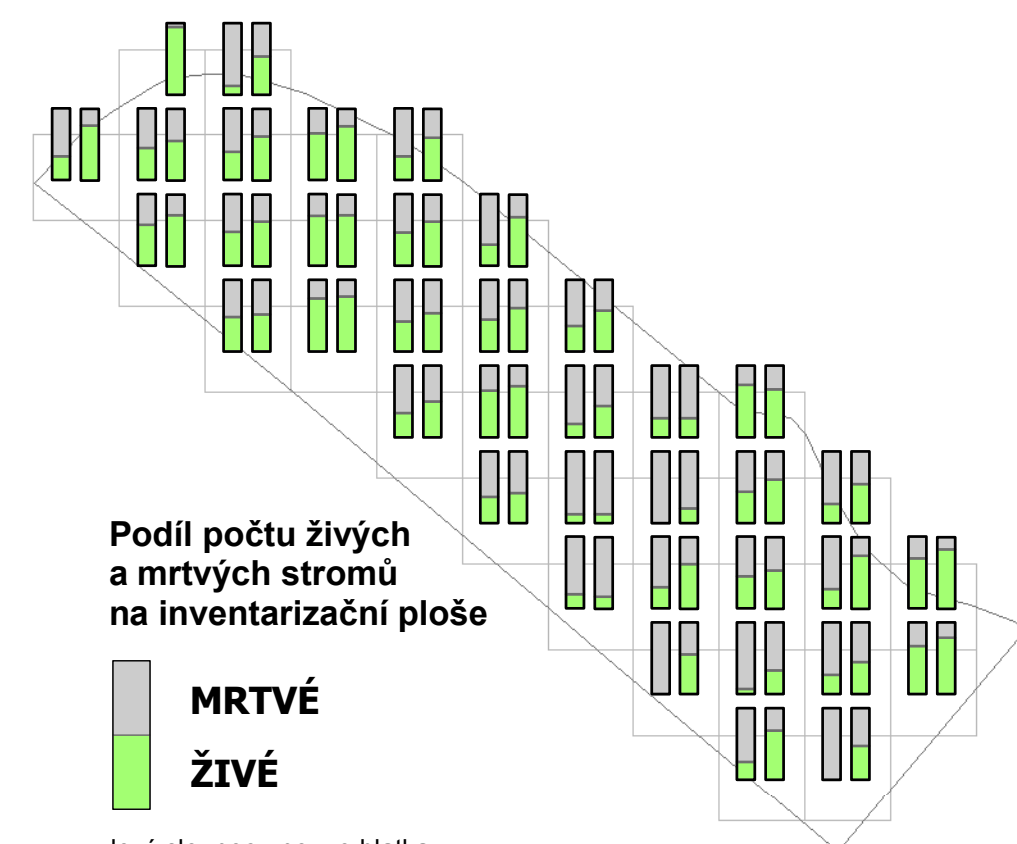 Podíl počtu živých
a mrtvých stromů
na inventarizační ploše
MRTVÉ
ŽIVÉ